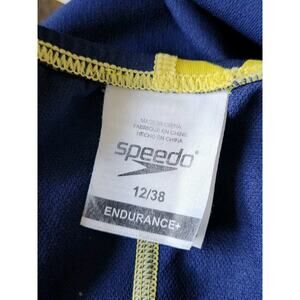 MADE IN CHINA
FABRIQUÉ EN CHINE
HECHO EN CHINA
speedo
12/38
ENDURANCE+